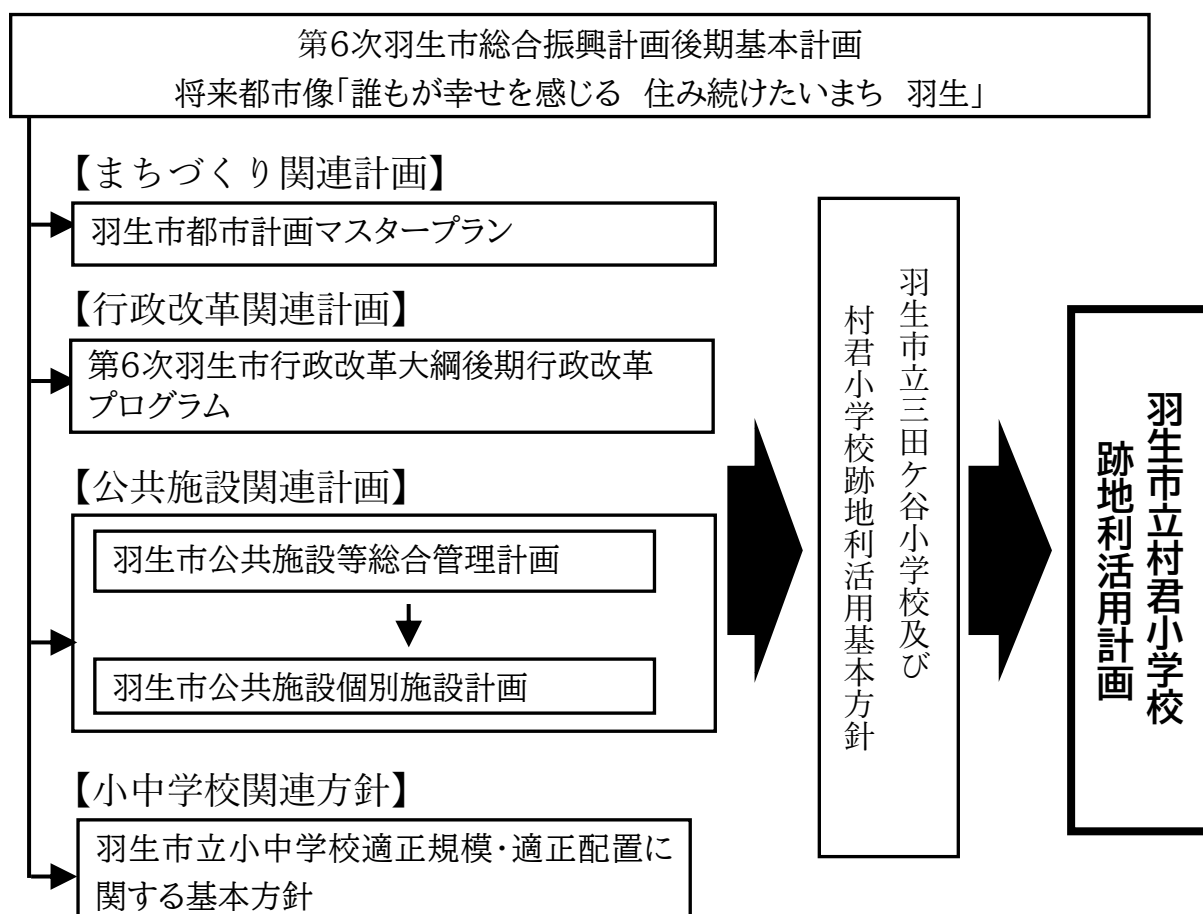 第6次羽生市総合振興計画後期基本計画
将来都市像「誰もが幸せを感じる　住み続けたいまち　羽生」
【まちづくり関連計画】
羽生市都市計画マスタープラン
【行政改革関連計画】
第6次羽生市行政改革大綱後期行政改革
プログラム
【公共施設関連計画】
羽生市公共施設等総合管理計画
羽生市公共施設個別施設計画
【小中学校関連方針】
羽生市立小中学校適正規模・適正配置に
関する基本方針
羽生市立三田ケ谷小学校及び
村君小学校跡地利活用基本方針
羽生市立村君小学校
跡地利活用計画